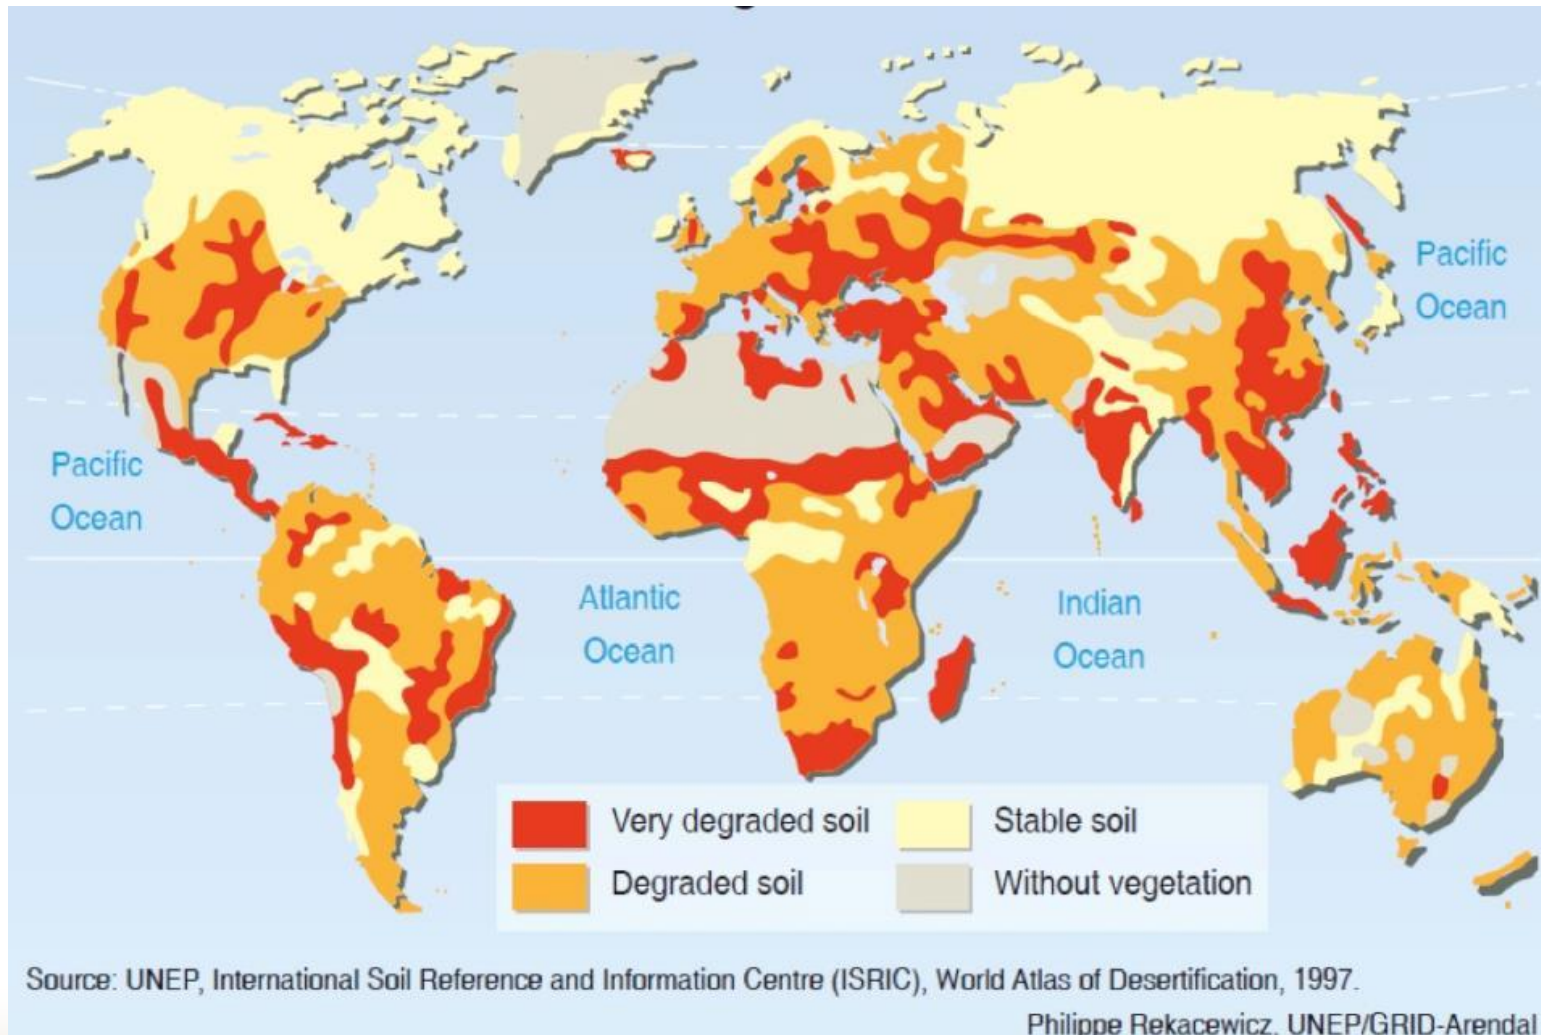 Pacific
Ocean
Pacific
Ocean
Atlantic
Ocean
Indian
Ocean
Very degraded soil
Stable soil
Degraded soil
Without vegetation
Source: UNEP, International Soil Reference and Information Centre (ISRIC), World Atlas of Desertification, 1997.
Philippe Rekacewicz, UNEP/GRID-Arendal